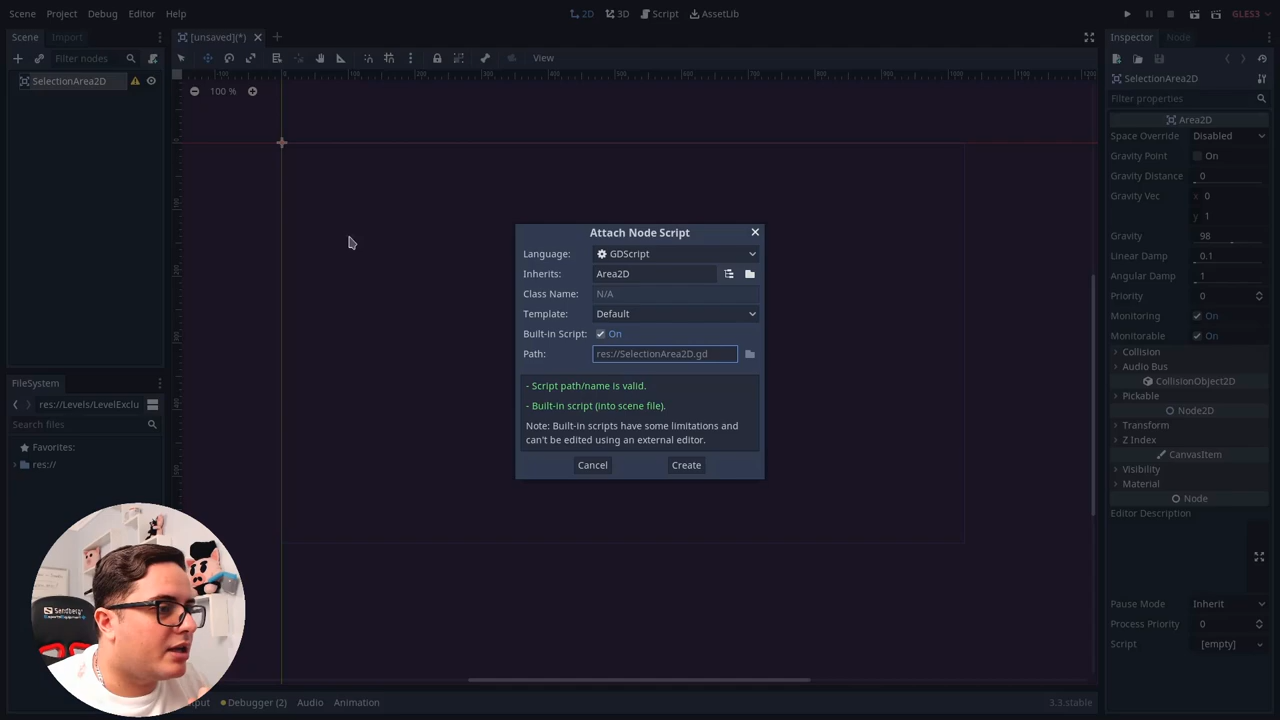 Scene Project Debug Editor Help
2D 3D Script AssetLib
GLES3
Scene Import
[unsaved](*)
Inspector Node
Filter nodes
View
SelectionArea2D
SelectionArea2D
100 %
Filter properties
Area2D
Space Override Disabled
Gravity Point On
Gravity Distance 0
Gravity Vec x 0
y 1
Gravity 98
Linear Damp 0.1
Angular Damp 1
Priority 0
Monitoring On
Monitorable On
Collision
Audio Bus
CollisionObject2D
Pickable
Node2D
Transform
Z Index
CanvasItem
Visibility
Material
Node
Editor Description
Pause Mode Inherit
Process Priority 0
Script [empty]
Attach Node Script
Language: GDScript
Inherits: Area2D
Class Name: N/A
Template: Default
Built-in Script: On
Path: res://SelectionArea2D.gd
- Script path/name is valid.
- Built-in script (into scene file).
Note: Built-in scripts have some limitations and
can't be edited using an external editor.
Cancel Create
FileSystem
res://Levels/LevelExclu
Search files
Favorites:
res://
Sandberg
Debugger (2) Audio Animation
3.3.stable